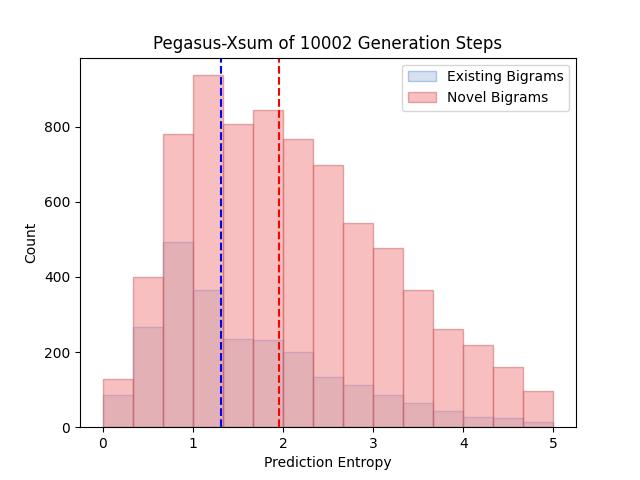 Pegasus-Xsum of 10002 Generation Steps
Existing Bigrams
Novel Bigrams
800
600
400
200
0
Count
0 1 2 3 4 5
Prediction Entropy